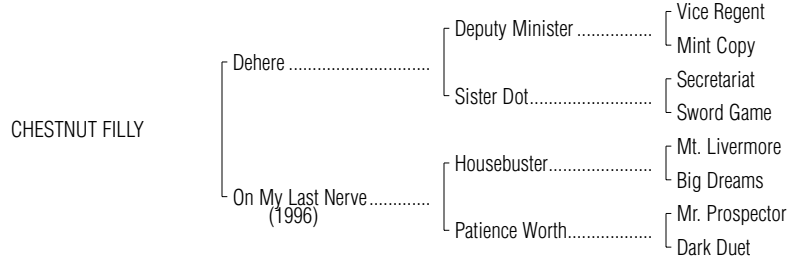 Vice Regent
Deputy Minister ................
Mint Copy
Dehere ..............................
Secretariat
Sister Dot..........................
Sword Game
CHESTNUT FILLY
Mt. Livermore
Housebuster......................
Big Dreams
On My Last Nerve.............
(1996)
Mr. Prospector
Patience Worth..................
Dark Duet